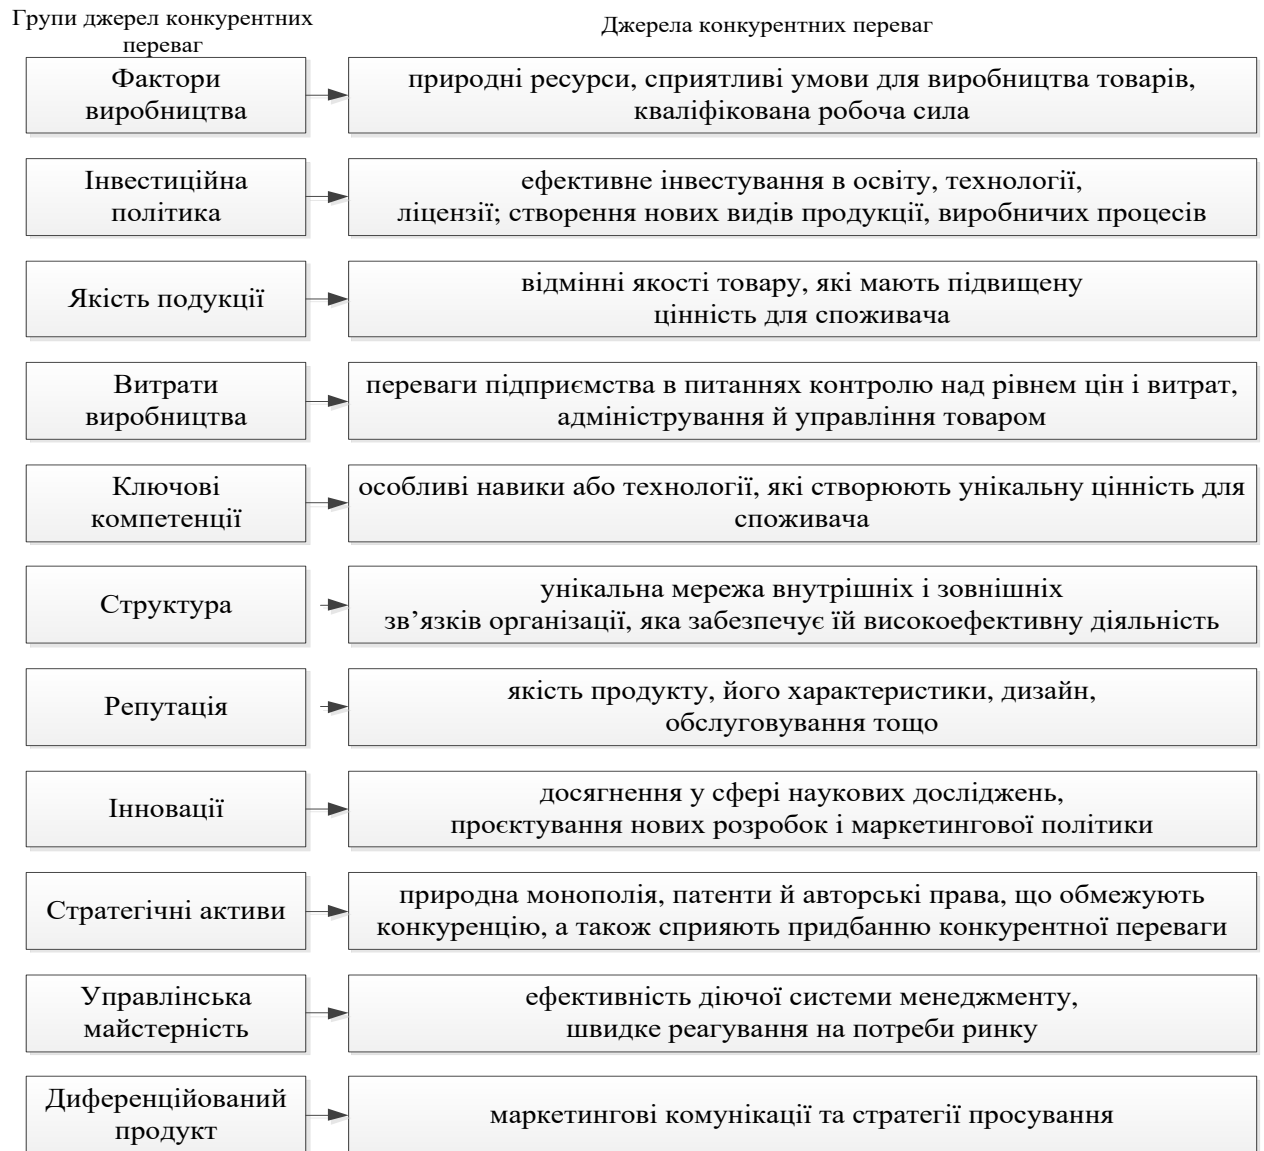 Групи джерел конкурентних
переваг
Джерела конкурентних переваг
Фактори
виробництва
природні ресурси, сприятливі умови для виробництва товарів,
кваліфікована робоча сила
Інвестиційна
політика
ефективне інвестування в освіту, технології,
ліцензії; створення нових видів продукції, виробничих процесів
Якість подукції
відмінні якості товару, які мають підвищену
цінність для споживача
Витрати
виробництва
переваги підприємства в питаннях контролю над рівнем цін і витрат,
адміністрування й управління товаром
Ключові
компетенції
особливі навики або технології, які створюють унікальну цінність для
споживача
Структура
унікальна мережа внутрішніх і зовнішніх
зв’язків організації, яка забезпечує їй високоефективну діяльність
Репутація
якість продукту, його характеристики, дизайн,
обслуговування тощо
Інновації
досягнення у сфері наукових досліджень,
проєктування нових розробок і маркетингової політики
Стратегічні активи
природна монополія, патенти й авторські права, що обмежують
конкуренцію, а також сприяють придбанню конкурентної переваги
Управлінська
майстерність
ефективність діючої системи менеджменту,
швидке реагування на потреби ринку
Диференційований
продукт
маркетингові комунікації та стратегії просування